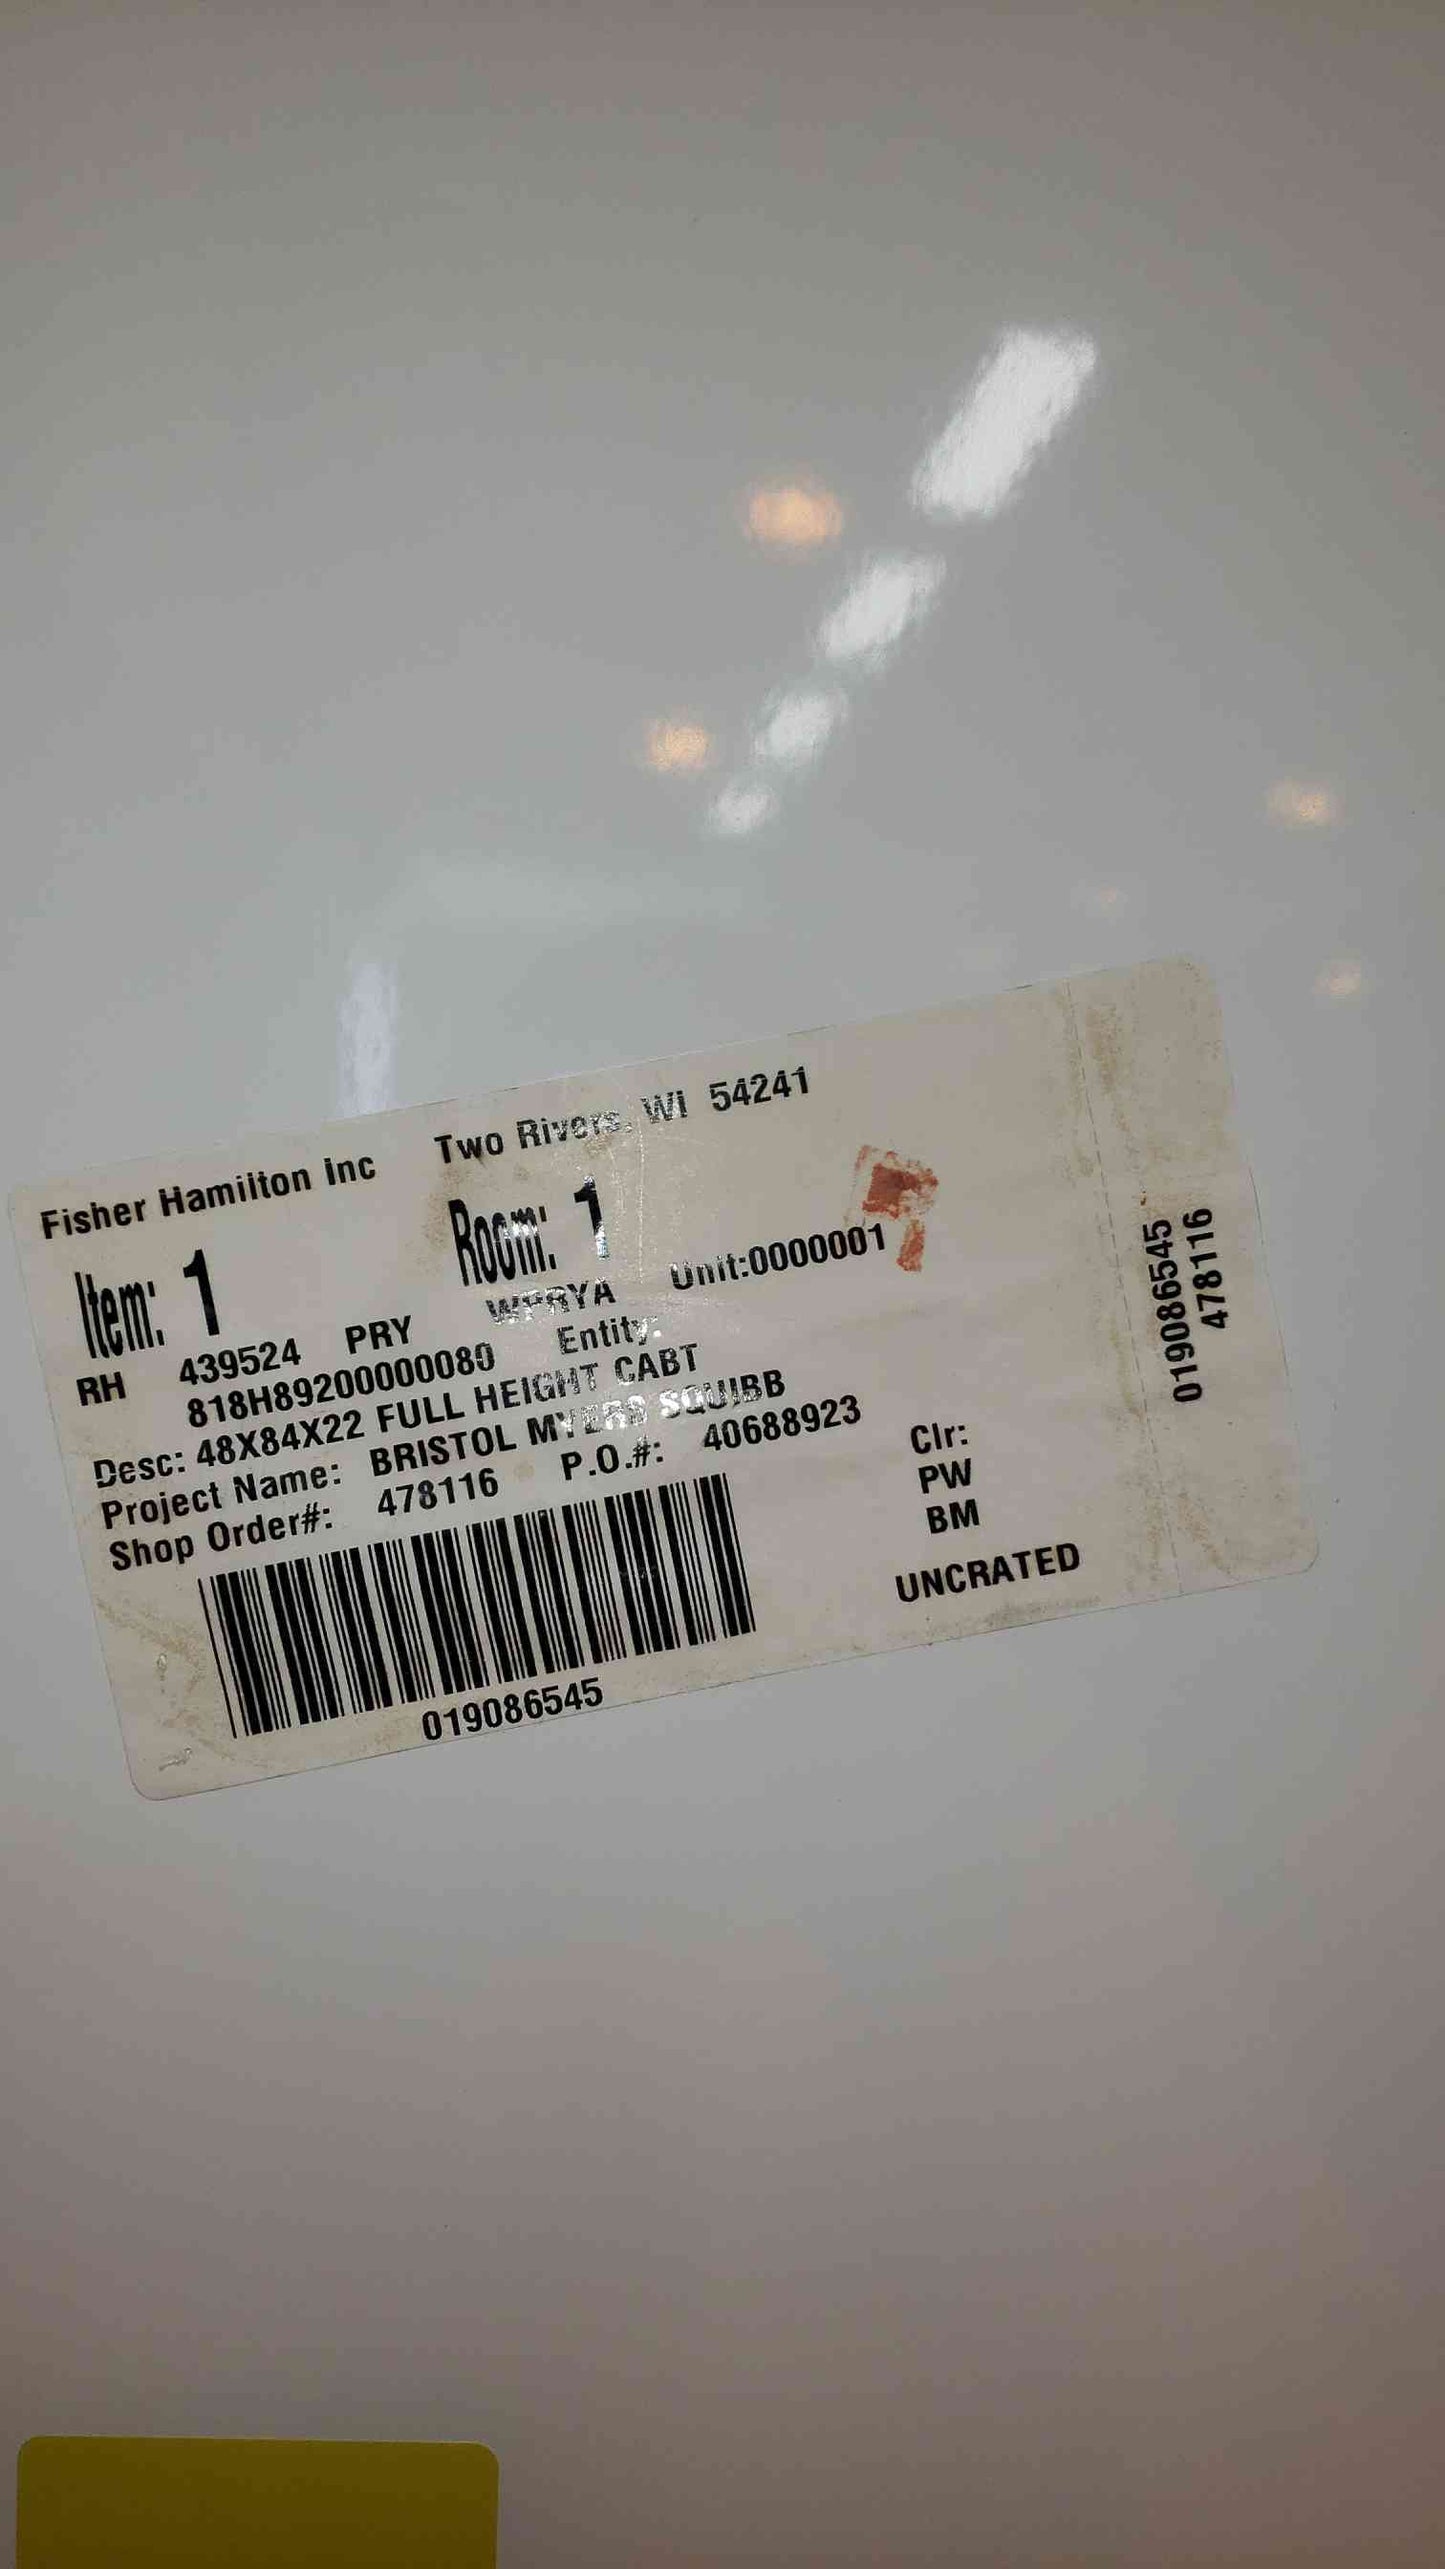 Fisher Hamilton Inc Two Rivers, WI 54241
Item: 1 Room: 1
RH 439524 PRY WPRYA Unit:0000001
818H89200000080 Entity:
Desc: 48X84X22 FULL HEIGHT CABT
Project Name: BRISTOL MYERS SQUIBB
Shop Order#: 478116 P.O.#: 40688923
Clr:
PW
BM
UNCRATED
019086545
019086545
478116